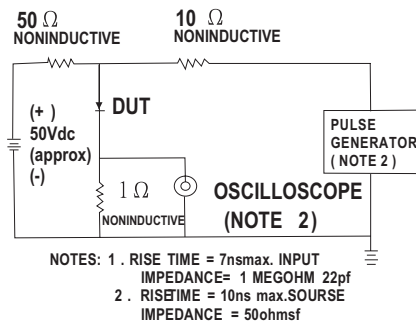 50 Ω
NONINDUCTIVE
10 Ω
NONINDUCTIVE
(+)
50Vdc
(approx)
(-)
DUT
PULSE
GENERATOR
( NOTE 2 )
1 Ω
NONINDUCTIVE
OSCILLOSCOPE
(NOTE 2)
NOTES: 1 . RISE TIME = 7nsmax. INPUT
IMPEDANCE= 1 MEGOHM 22pf
2 . RISETIME = 10ns max.SOURSE
IMPEDANCE = 50ohmsf